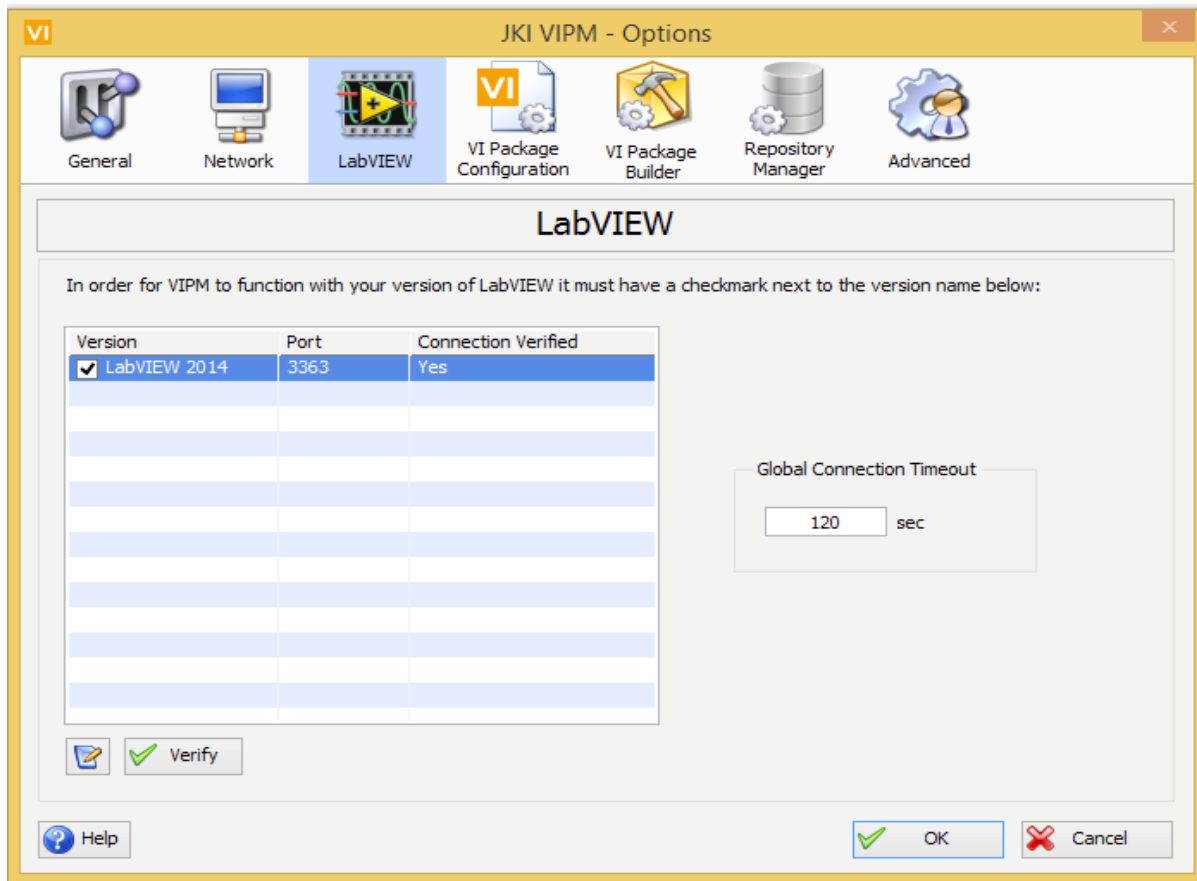 VI
JKI VIPM - Options
VI
General
Network
LabVIEW
VI Package
Configuration
VI Package
Builder
Repository
Manager
Advanced
LabVIEW
In order for VIPM to function with your version of LabVIEW it must have a checkmark next to the version name below:
Version Port Connection Verified
LabVIEW 2014 3363 Yes
Global Connection Timeout
120 sec
Verify
Help
OK
Cancel